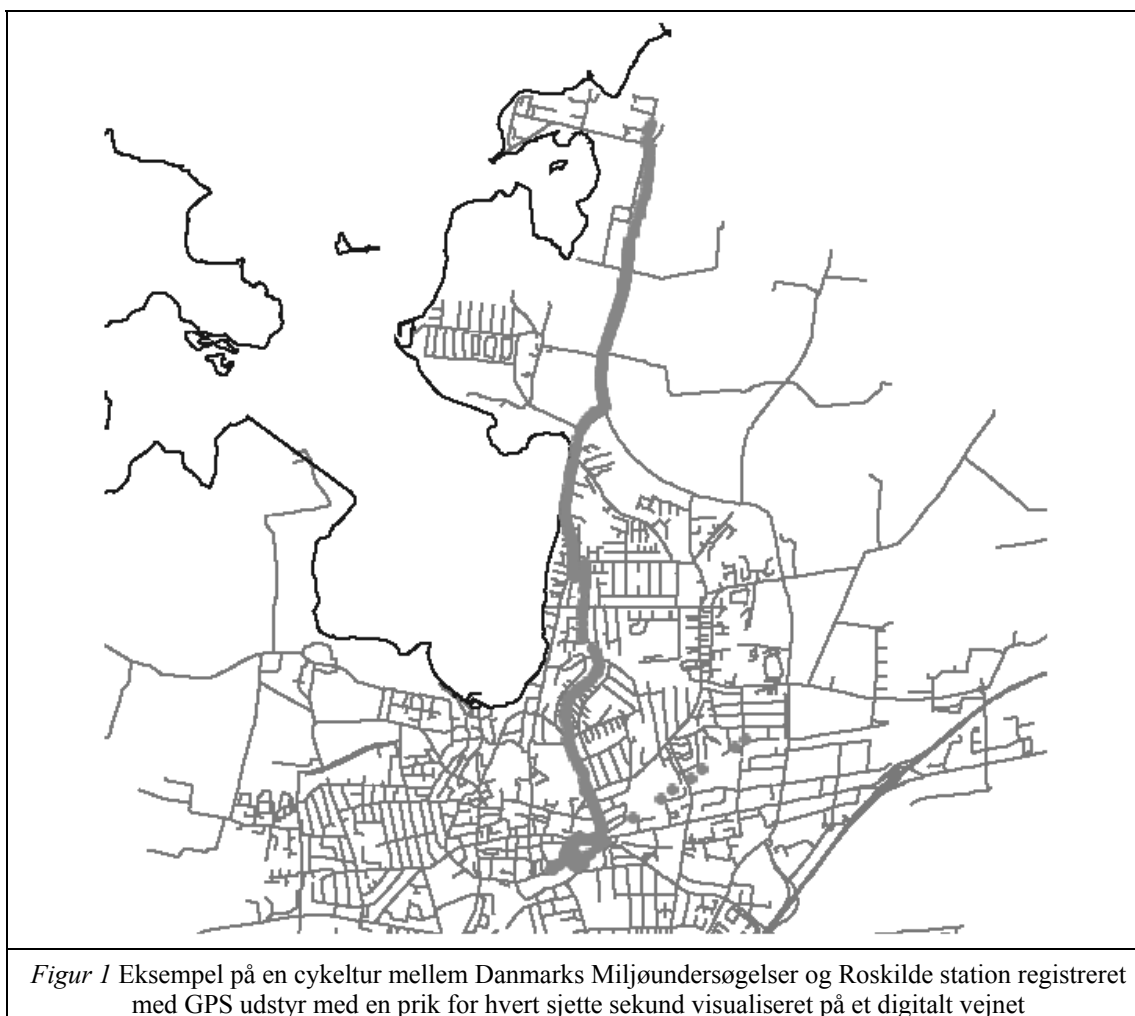 Figur 1 Eksempel på en cykeltur mellem Danmarks Miljøundersøgelser og Roskilde station registreret
med GPS udstyr med en prik for hvert sjette sekund visualiseret på et digitalt vejnet